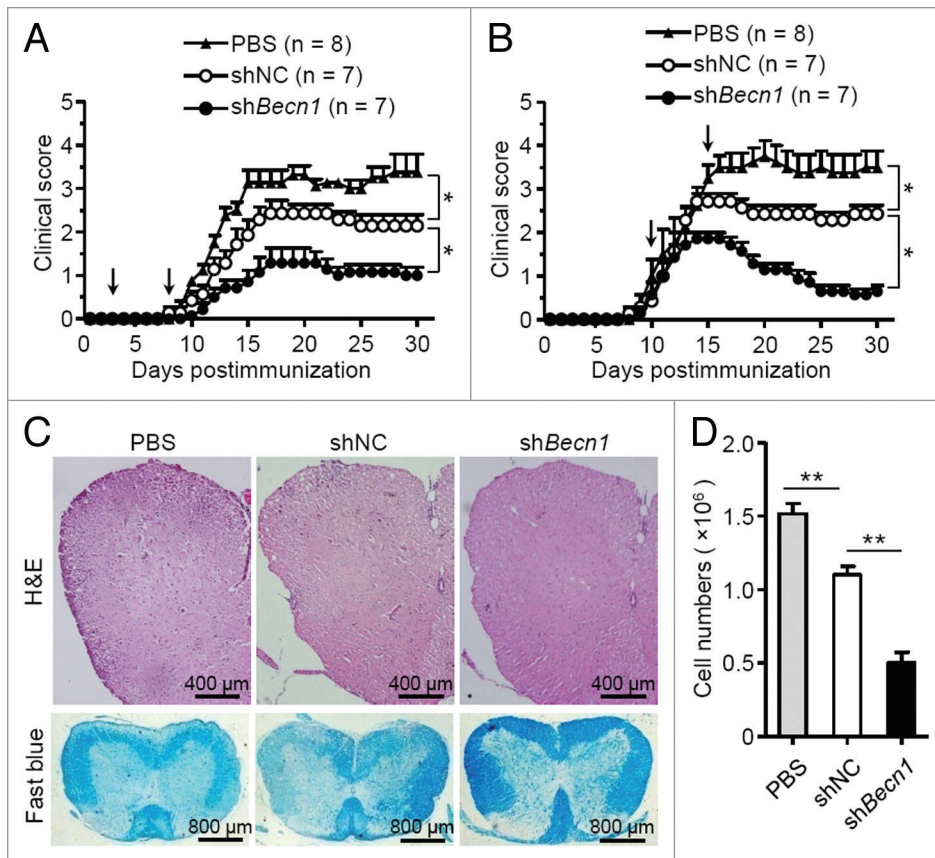 A
PBS (n = 8)
shNC (n = 7)
shBecn1 (n = 7)
Clinical score
5
4
3
2
1
0
*
*
0 5 10 15 20 25 30
Days postimmunization
B
PBS (n = 8)
shNC (n = 7)
shBecn1 (n = 7)
Clinical score
5
4
3
2
1
0
*
*
0 5 10 15 20 25 30
Days postimmunization
C
PBS shNC shBecn1
H&E
400 µm 400 µm 400 µm
Fast blue
800 µm 800 µm 800 µm
D
Cell numbers ( ×10⁶ )
2.0
1.5
1.0
0.5
0
**
**
PBS shNC shBecn1